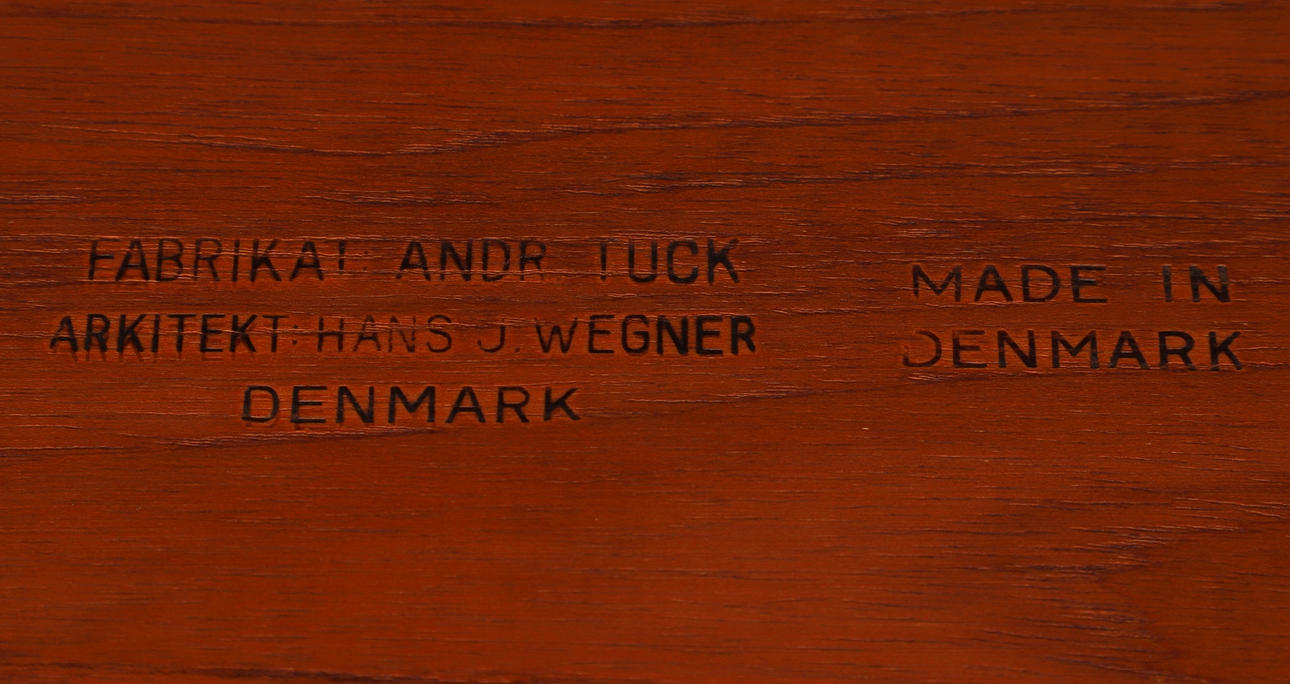 FABRIKAT: ANDR TUCK
ARKITEKT: HANS J. WEGNER
DENMARK
MADE IN
DENMARK